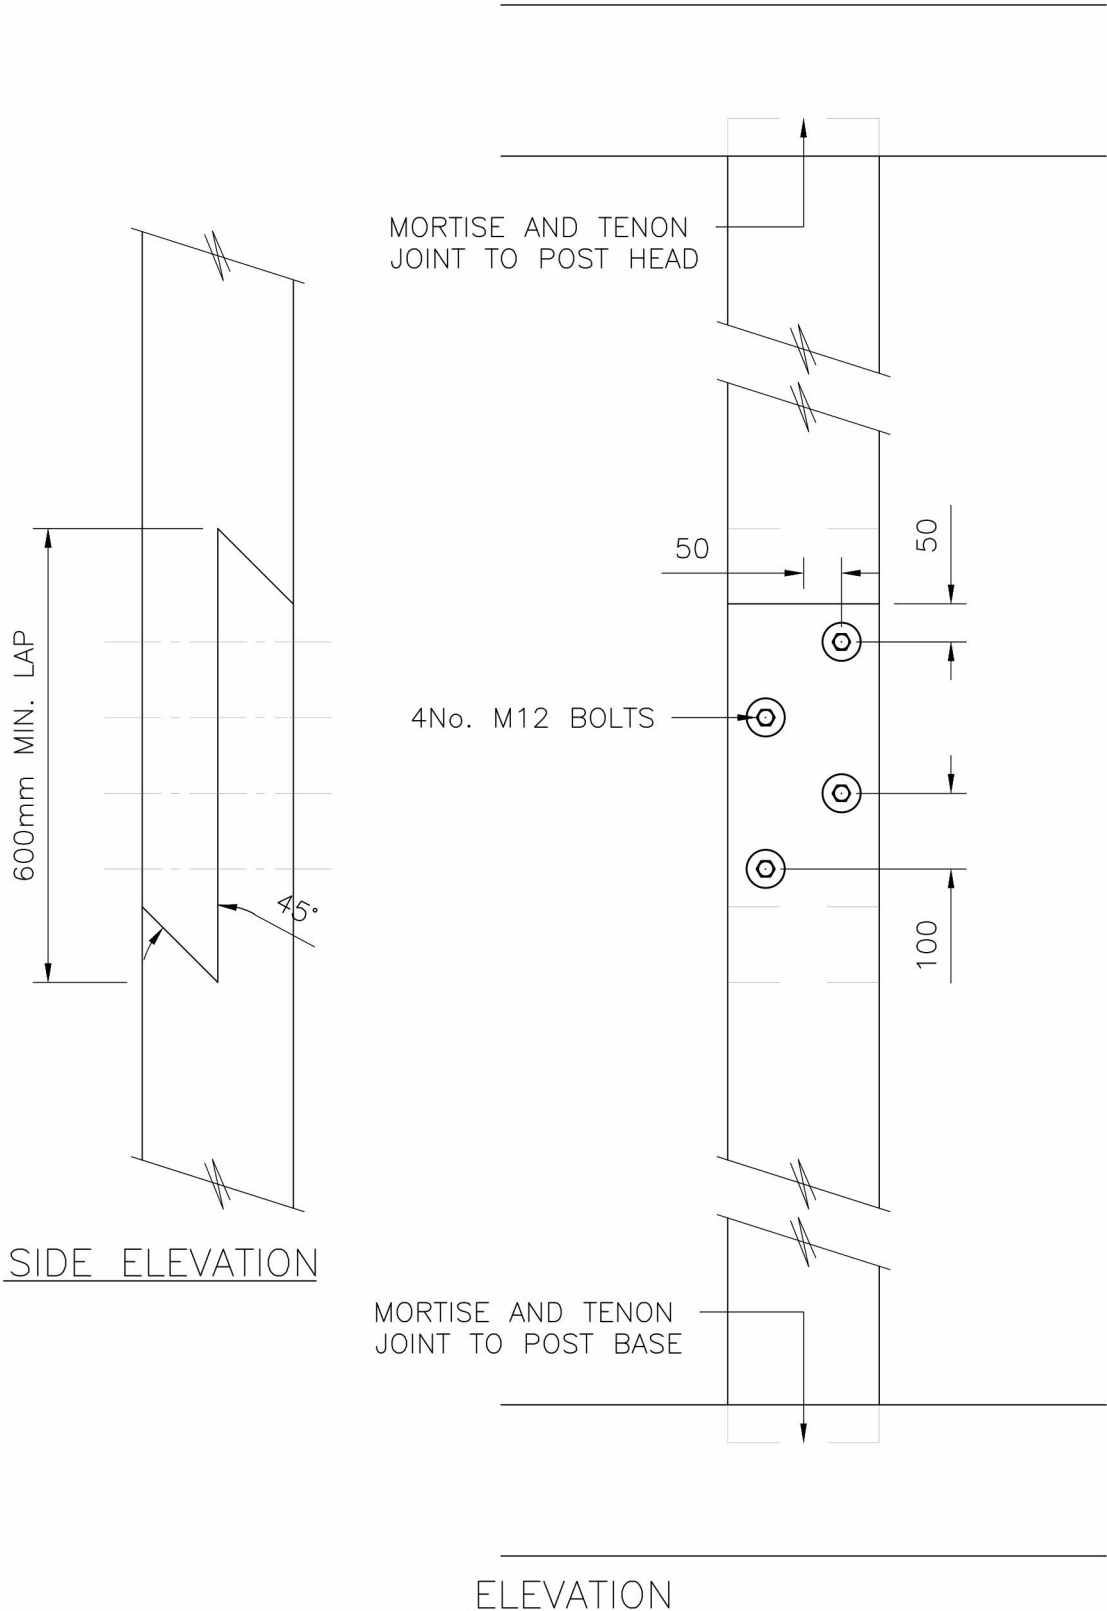 MORTISE AND TENON
JOINT TO POST HEAD
50
50
600mm MIN. LAP
4No. M12 BOLTS
45°
100
SIDE ELEVATION
MORTISE AND TENON
JOINT TO POST BASE
ELEVATION